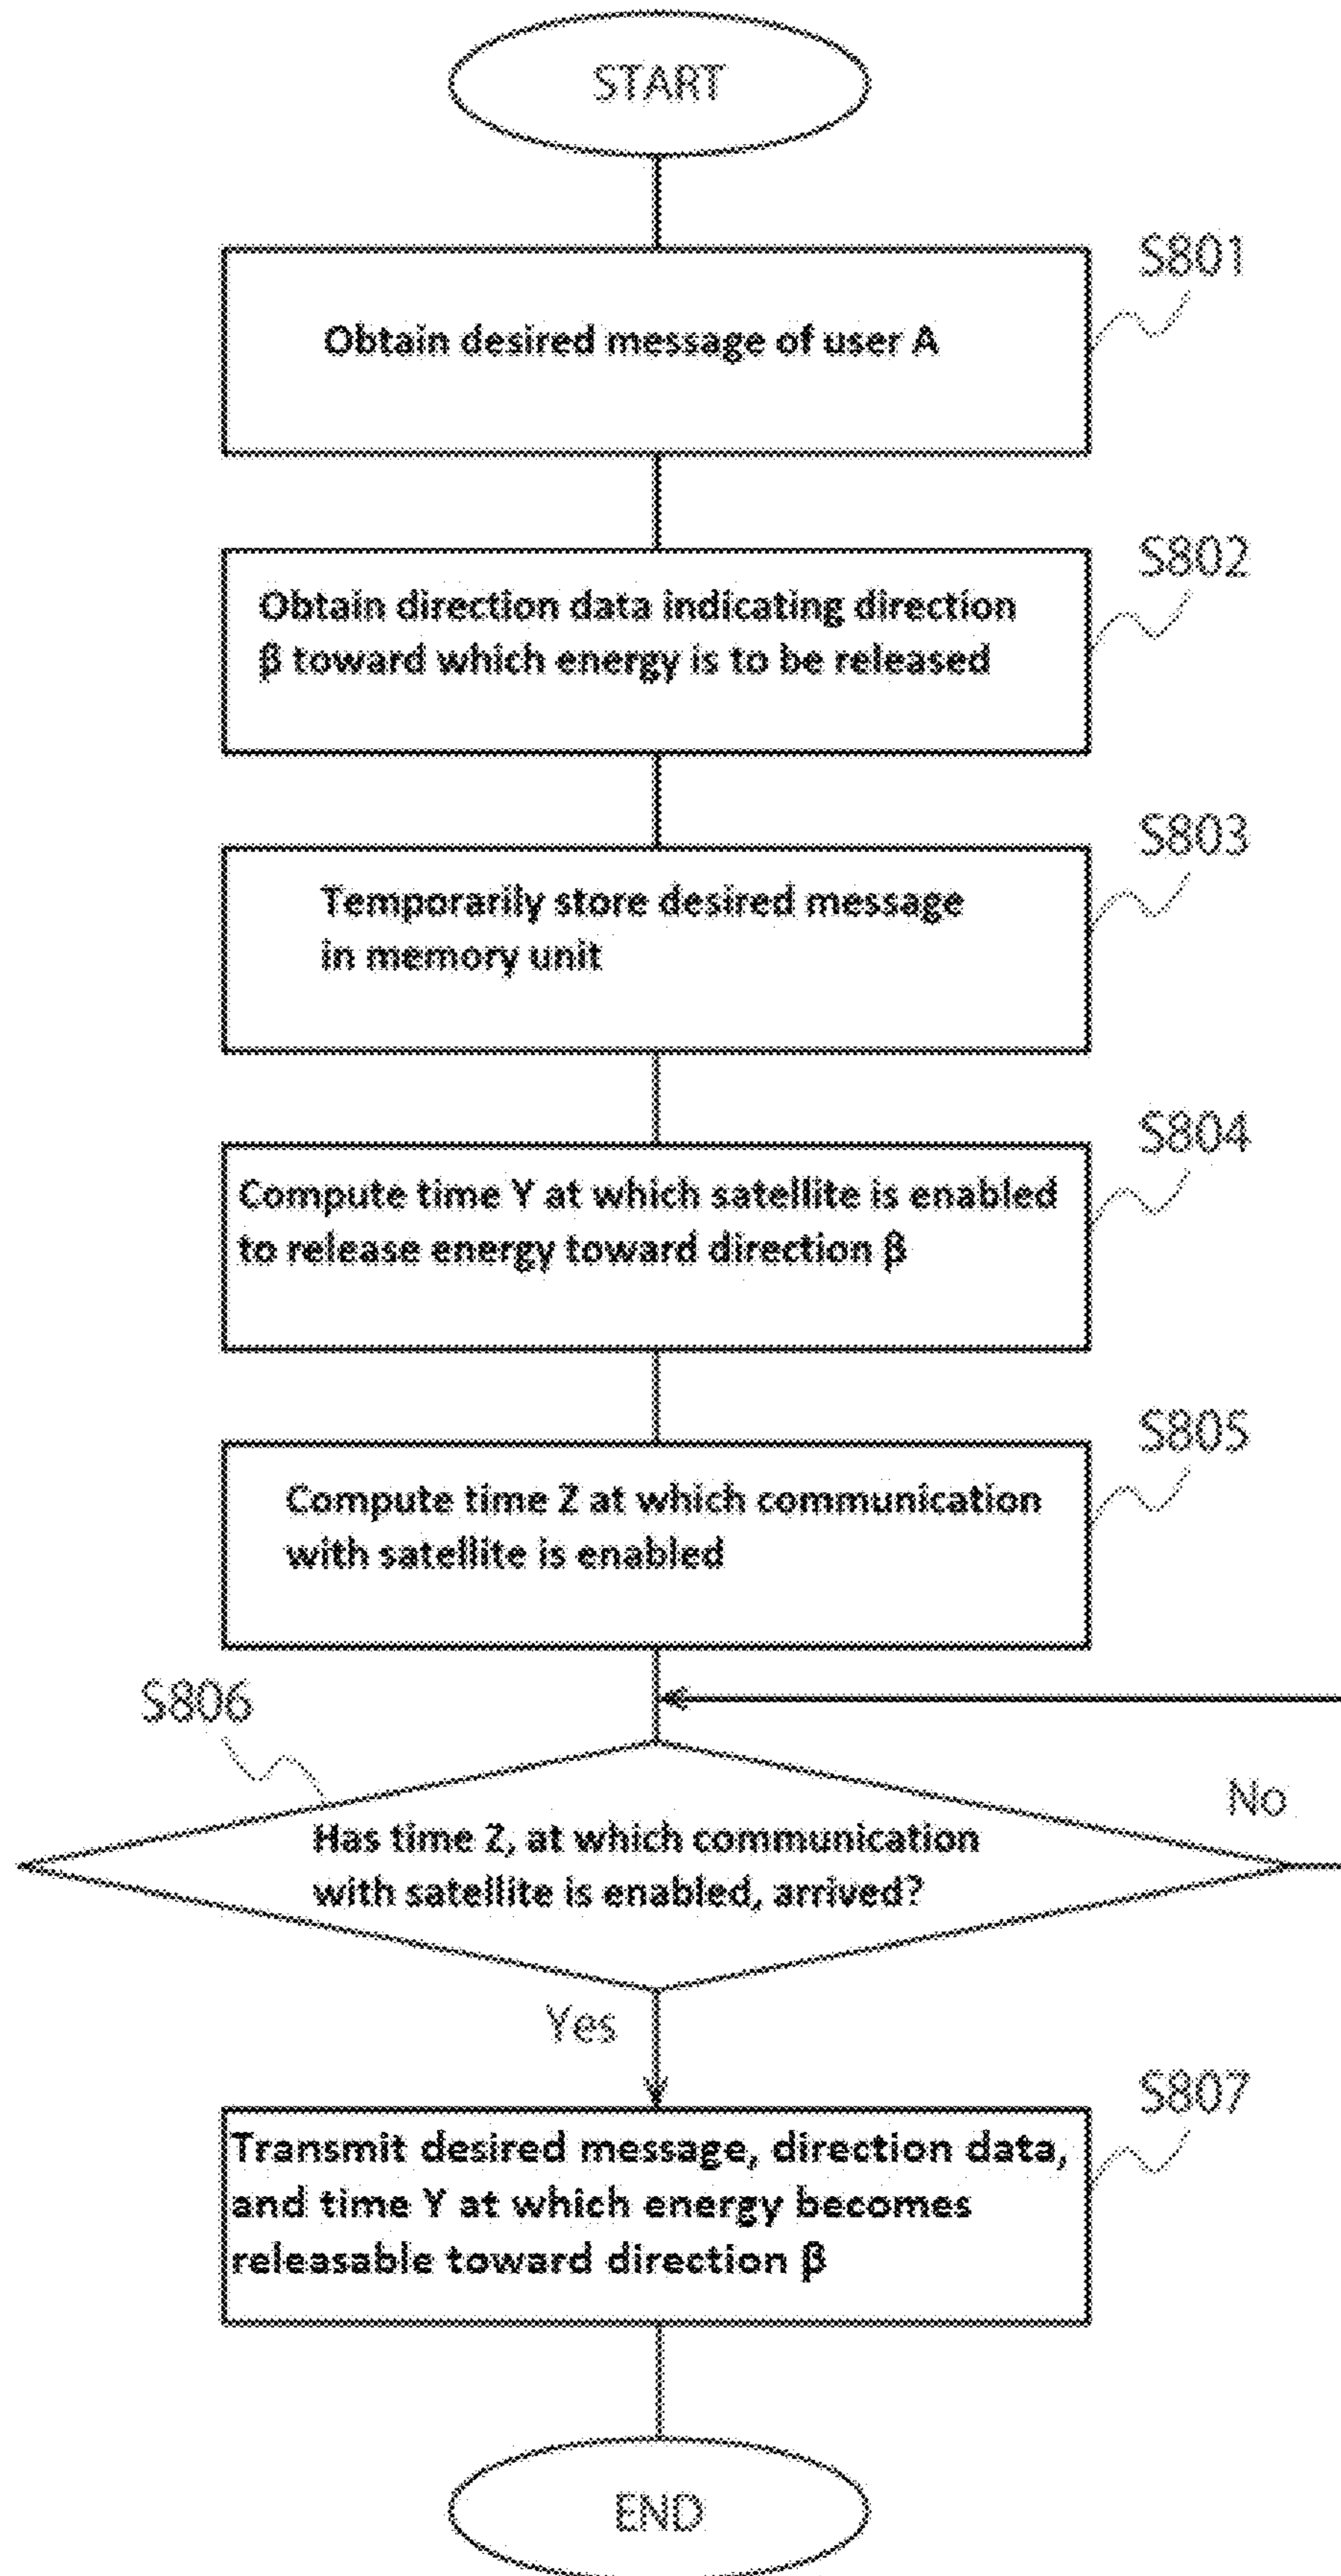 START
S801
Obtain desired message of user A
S802
Obtain direction data indicating direction
β toward which energy is to be released
S803
Temporarily store desired message
in memory unit
S804
Compute time Y at which satellite is enabled
to release energy toward direction β
S805
Compute time Z at which communication
with satellite is enabled
S806
No
Has time Z, at which communication
with satellite is enabled, arrived?
Yes
S807
Transmit desired message, direction data,
and time Y at which energy becomes
releasable toward direction β
END